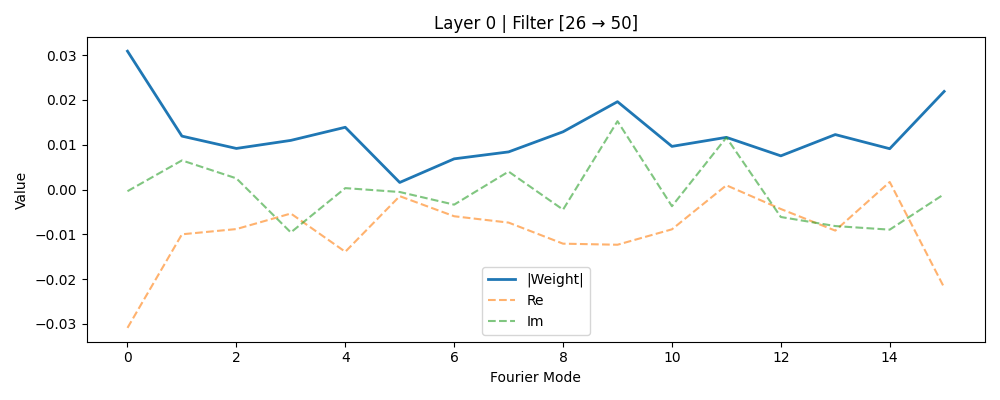 Layer 0 | Filter [26 → 50]
Value
0.03
0.02
0.01
0.00
−0.01
−0.02
−0.03
|Weight|
Re
Im
0 2 4 6 8 10 12 14
Fourier Mode